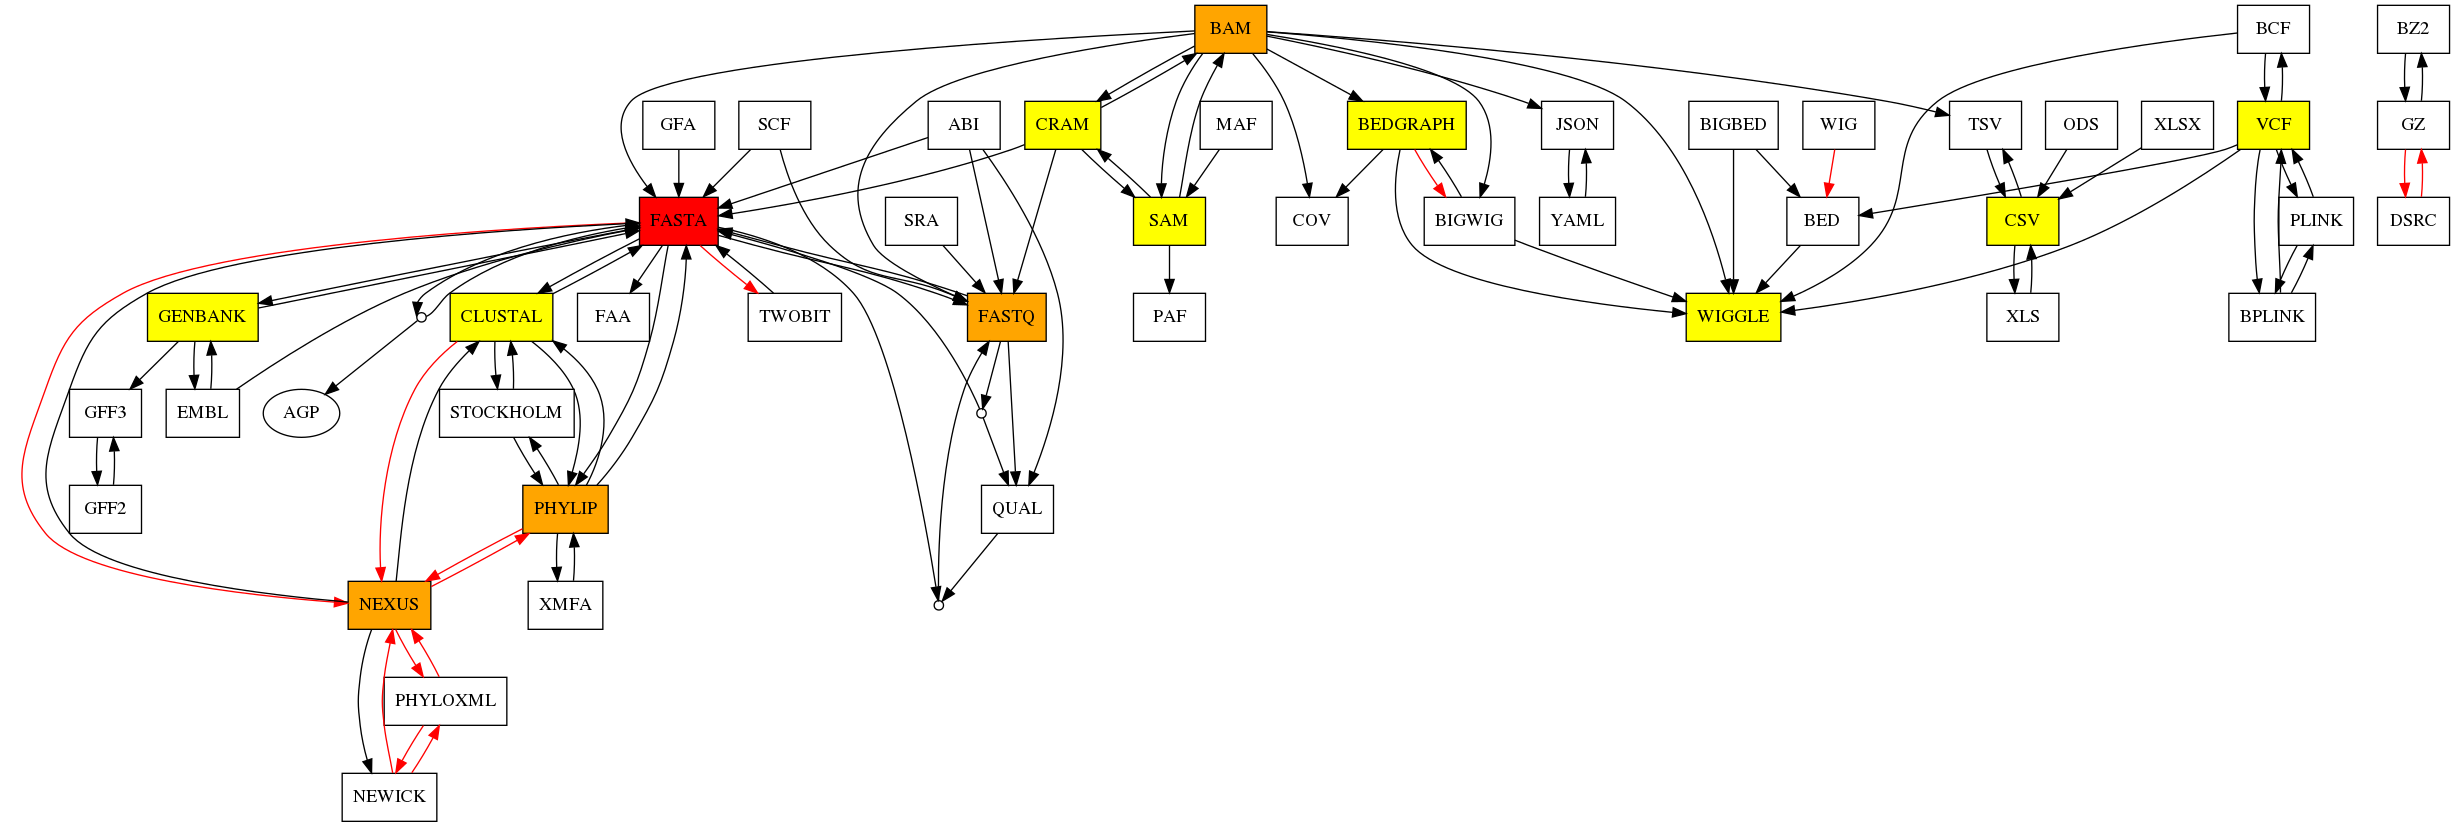 BAM
BCF
BZ2
GFA
SCF
ABI
CRAM
MAF
BEDGRAPH
JSON
BIGBED
WIG
TSV
ODS
XLSX
VCF
GZ
FASTA
SRA
SAM
COV
BIGWIG
YAML
BED
CSV
PLINK
DSRC
GENBANK
CLUSTAL
FAA
TWOBIT
FASTQ
PAF
WIGGLE
XLS
BPLINK
GFF3
EMBL
AGP
STOCKHOLM
GFF2
PHYLIP
QUAL
NEXUS
XMFA
PHYLOXML
NEWICK